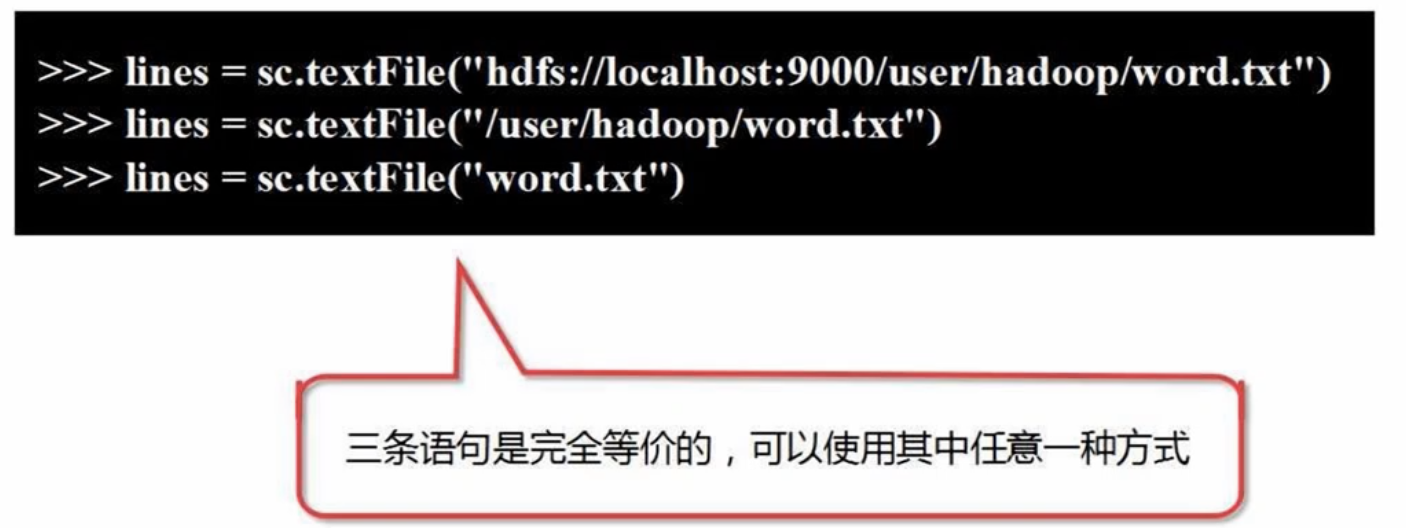 >>> lines = sc.textFile("hdfs://localhost:9000/user/hadoop/word.txt")
>>> lines = sc.textFile("/user/hadoop/word.txt")
>>> lines = sc.textFile("word.txt")
三条语句是完全等价的，可以使用其中任意一种方式